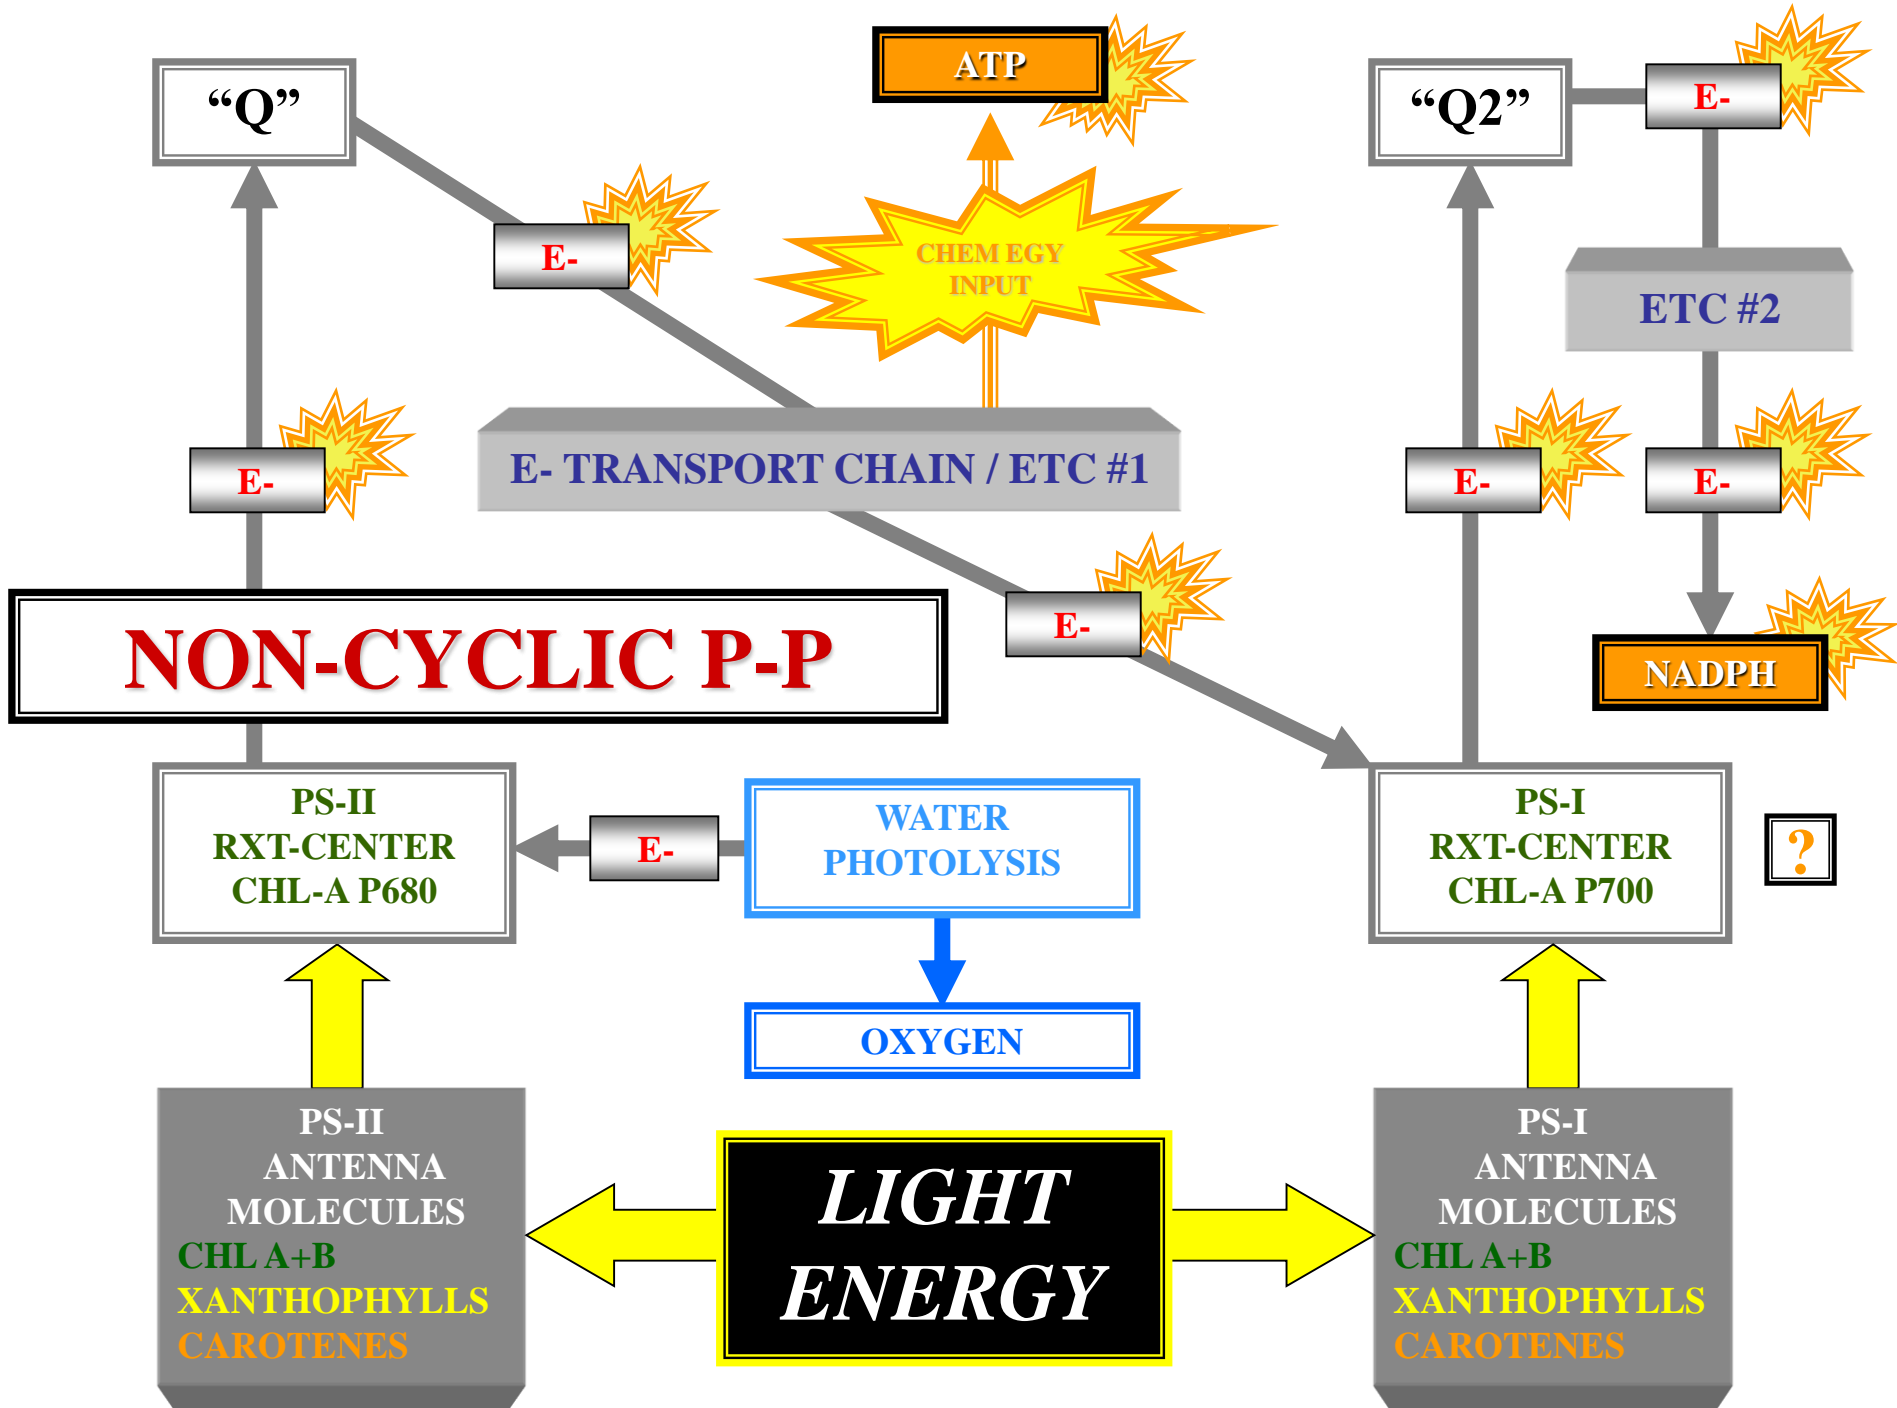 ATP
“Q”
“Q2”
E-
E-
CHEM EGY
INPUT
ETC #2
E- TRANSPORT CHAIN / ETC #1
E-
E-
E-
E-
NON-CYCLIC P-P
NADPH
PS-II
RXT-CENTER
CHL-A P680
E-
WATER
PHOTOLYSIS
PS-I
RXT-CENTER
CHL-A P700
?
OXYGEN
PS-II
ANTENNA
MOLECULES
CHL A+B
XANTHOPHYLLS
CAROTENES
LIGHT
ENERGY
PS-I
ANTENNA
MOLECULES
CHL A+B
XANTHOPHYLLS
CAROTENES